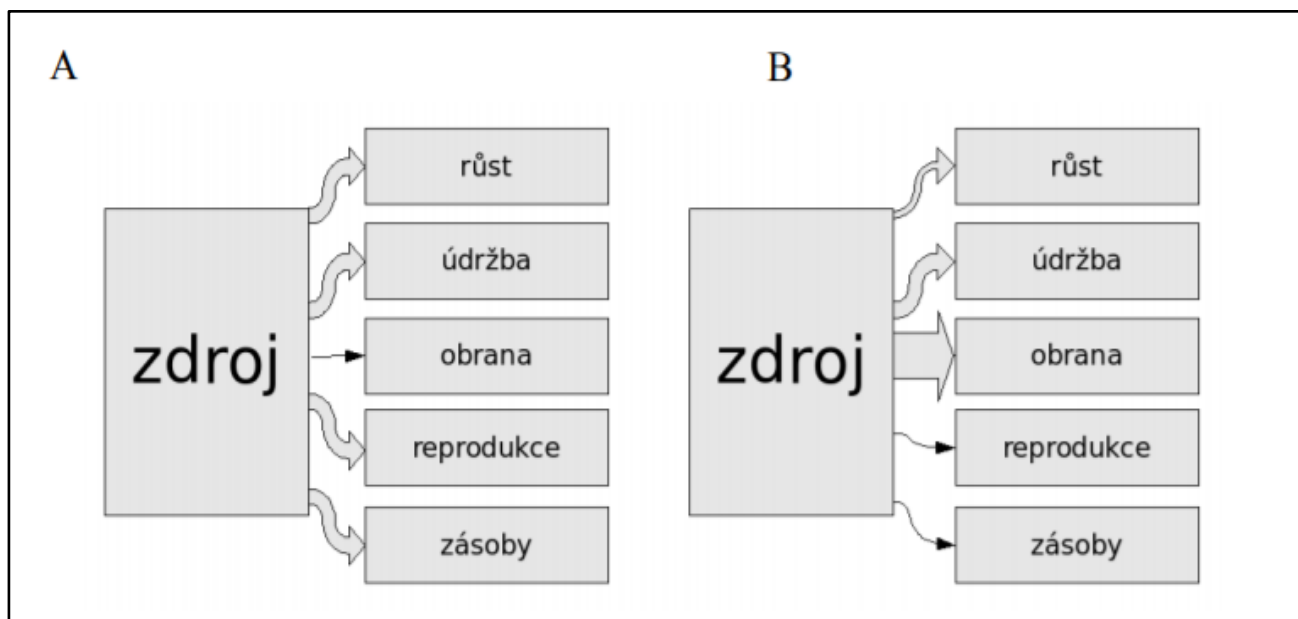 A
zdroj
růst
údržba
obrana
reprodukce
zásoby
B
zdroj
růst
údržba
obrana
reprodukce
zásoby